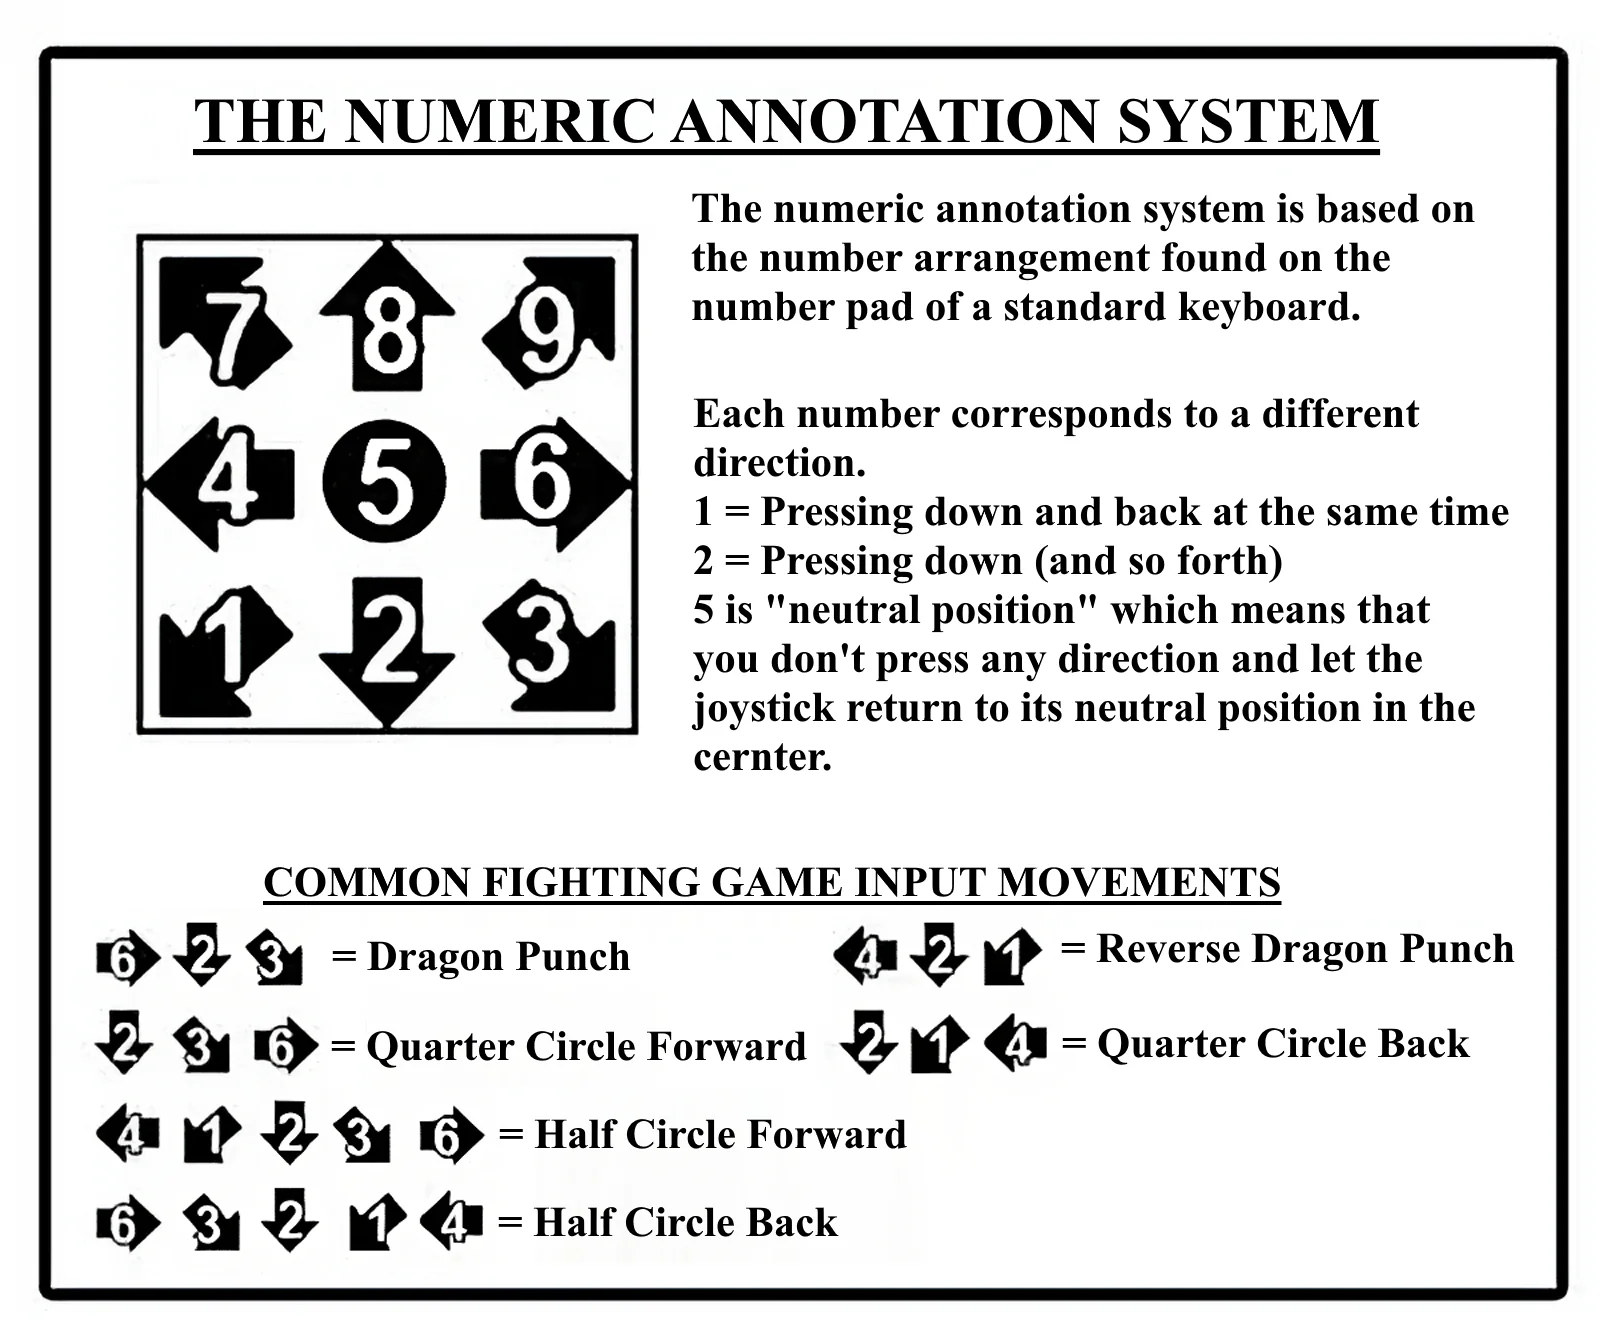 THE NUMERIC ANNOTATION SYSTEM
7 8 9
4 5 6
1 2 3
The numeric annotation system is based on
the number arrangement found on the
number pad of a standard keyboard.
Each number corresponds to a different
direction.
1 = Pressing down and back at the same time
2 = Pressing down (and so forth)
5 is "neutral position" which means that
you don't press any direction and let the
joystick return to its neutral position in the
cernter.
COMMON FIGHTING GAME INPUT MOVEMENTS
6 2 3 = Dragon Punch
4 2 1 = Reverse Dragon Punch
2 3 6 = Quarter Circle Forward
2 1 4 = Quarter Circle Back
4 1 2 3 6 = Half Circle Forward
6 3 2 1 4 = Half Circle Back